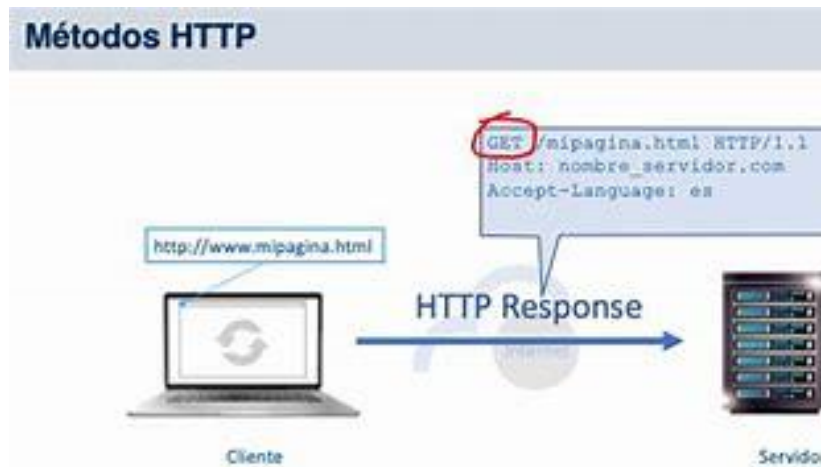 Métodos HTTP
GET /mipagina.html HTTP/1.1
Host: nombre_servidor.com
Accept-Language: es
http://www.mipagina.html
HTTP Response
Internet
Cliente
Servido